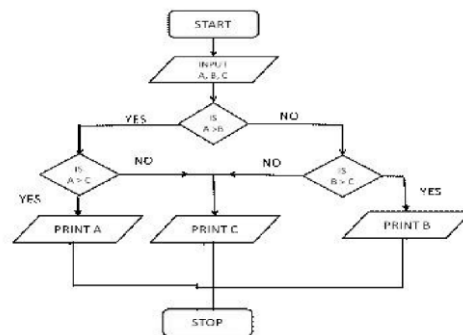 START
INPUT
A, B, C
YES
IS
A >B
NO
IS
A > C
NO
NO
IS
B > C
YES
YES
PRINT A
PRINT C
PRINT B
STOP